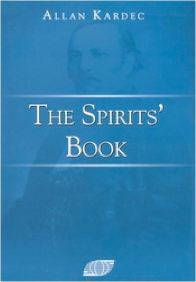 ALLAN KARDEC
THE SPIRITS'
BOOK